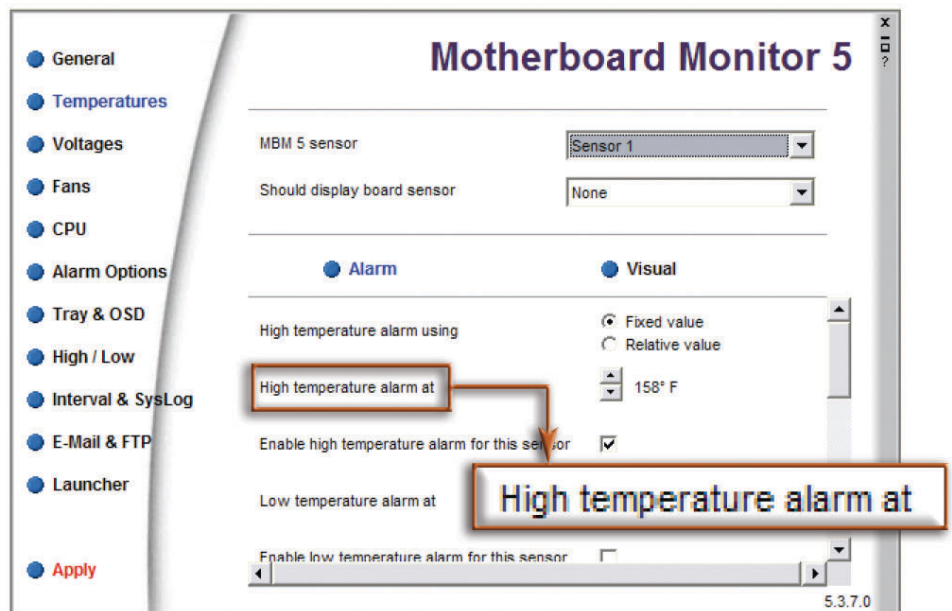 Motherboard Monitor 5
x
?
General
Temperatures
Voltages
Fans
CPU
Alarm Options
Tray & OSD
High / Low
Interval & SysLog
E-Mail & FTP
Launcher
Apply
MBM 5 sensor
Sensor 1
Should display board sensor
None
Alarm
Visual
High temperature alarm using
Fixed value
Relative value
High temperature alarm at
158° F
Enable high temperature alarm for this sensor
Low temperature alarm at
High temperature alarm at
Enable low temperature alarm for this sensor
5.3.7.0